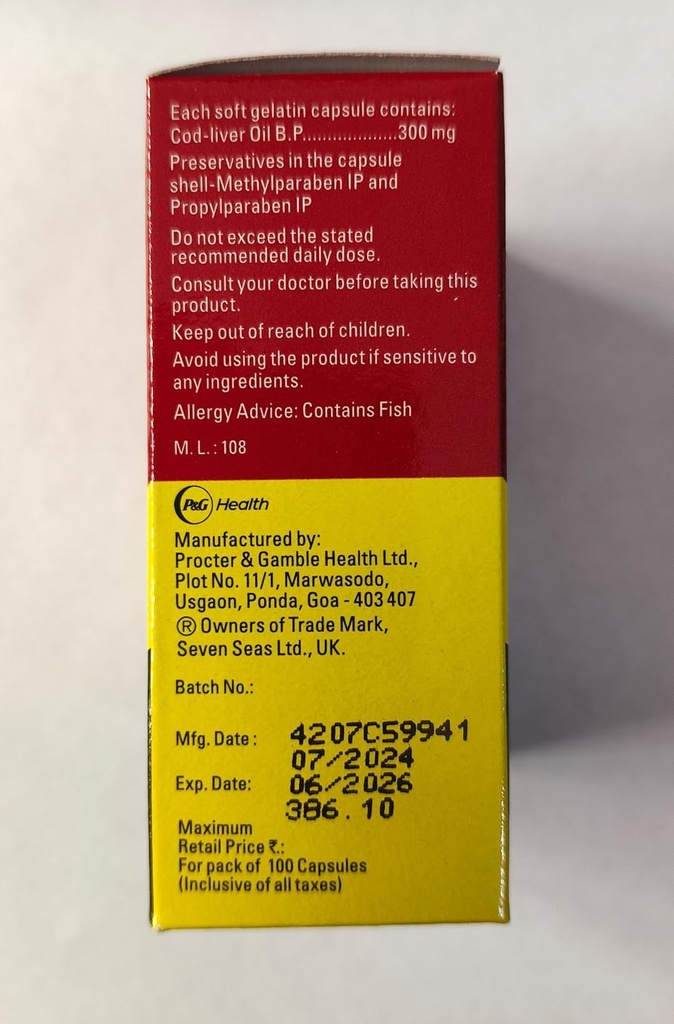 Each soft gelatin capsule contains:
Cod-liver Oil B.P...................300 mg
Preservatives in the capsule
shell-Methylparaben IP and
Propylparaben IP
Do not exceed the stated
recommended daily dose.
Consult your doctor before taking this
product.
Keep out of reach of children.
Avoid using the product if sensitive to
any ingredients.
Allergy Advice: Contains Fish
M. L. : 108
P&G Health
Manufactured by:
Procter & Gamble Health Ltd.,
Plot No. 11/1, Marwasodo,
Usgaon, Ponda, Goa - 403 407
® Owners of Trade Mark,
Seven Seas Ltd., UK.
Batch No.:
4207C59941
Mfg. Date :
07/2024
Exp. Date:
06/2026
386.10
Maximum
Retail Price ₹.:
For pack of 100 Capsules
(Inclusive of all taxes)